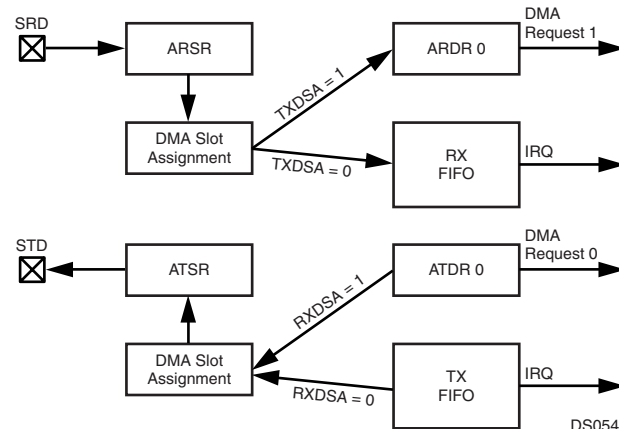 SRD
ARSR
ARDR 0
DMA
Request 1
TXDSA = 1
DMA Slot
Assignment
TXDSA = 0
RX
FIFO
IRQ
STD
ATSR
ATDR 0
DMA
Request 0
RXDSA = 1
DMA Slot
Assignment
RXDSA = 0
TX
FIFO
IRQ
DS054